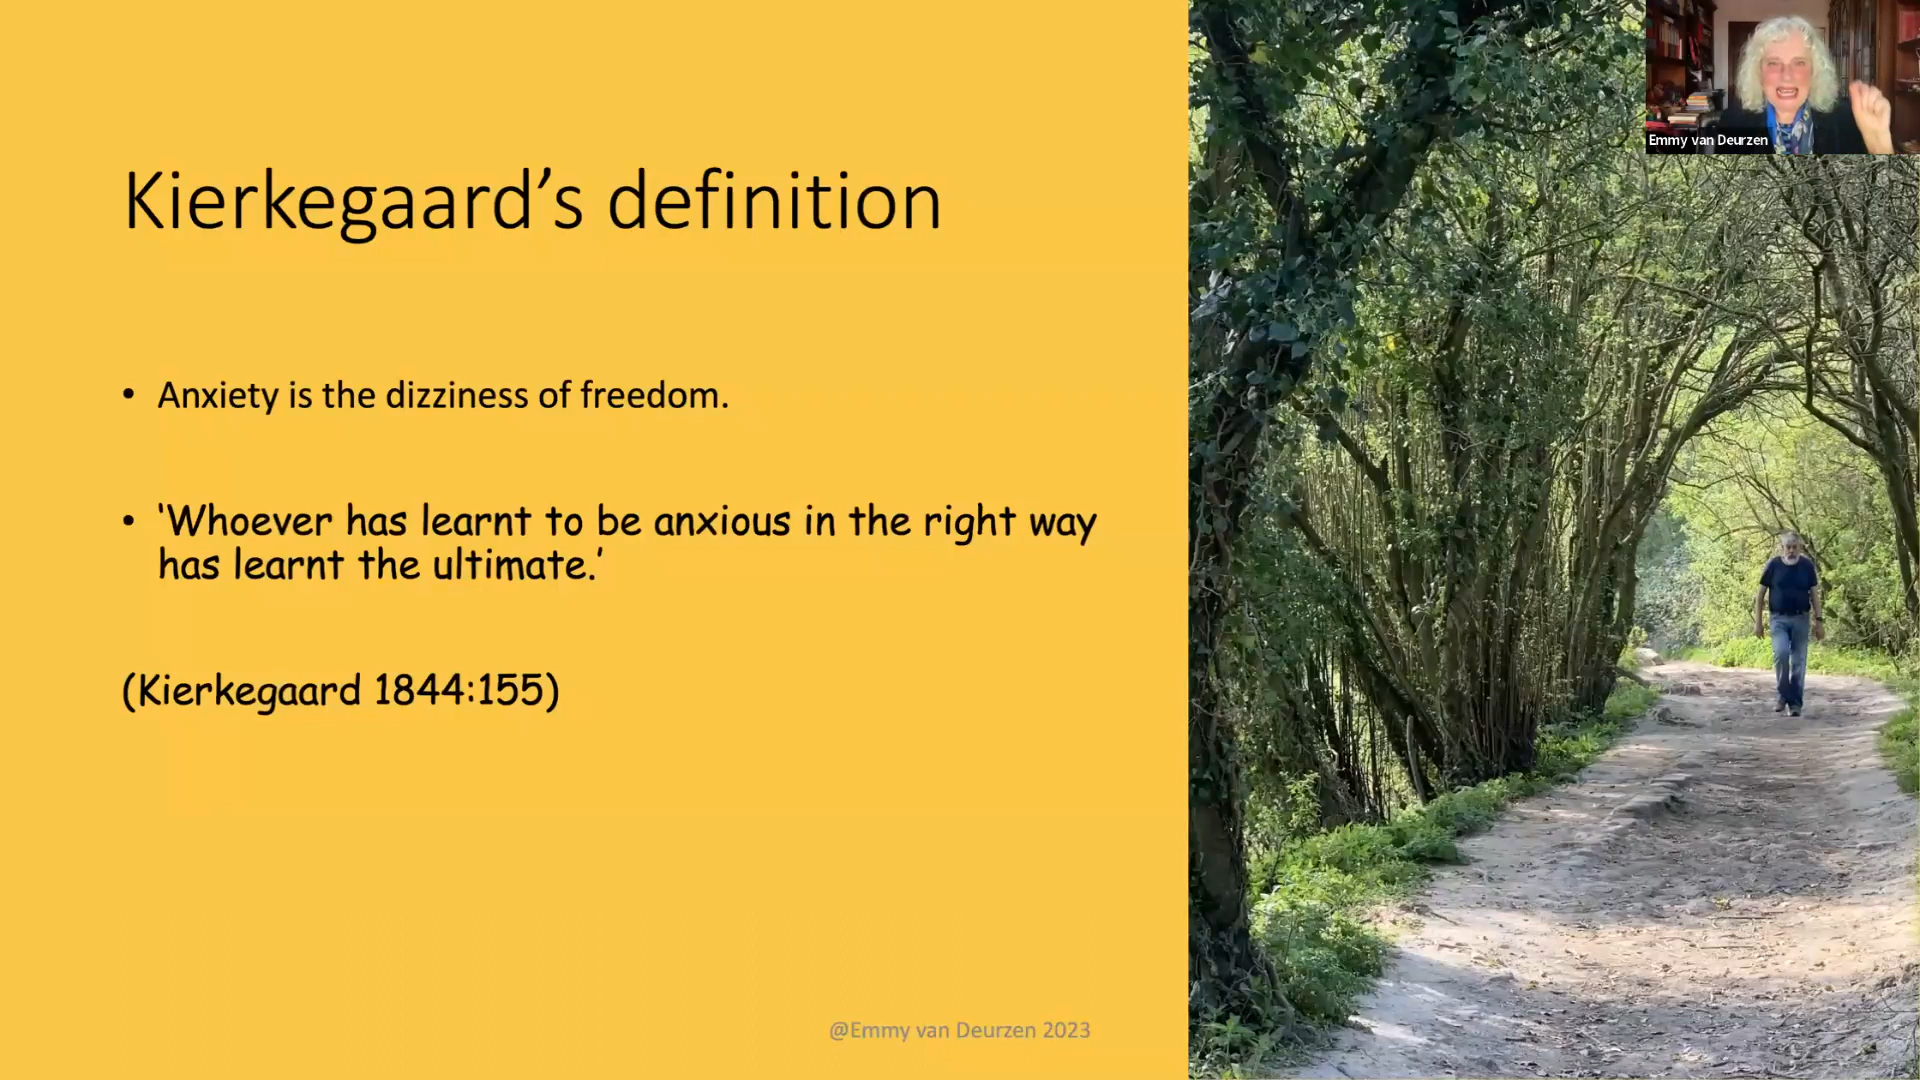 Kierkegaard’s definition
• Anxiety is the dizziness of freedom.
• ‘Whoever has learnt to be anxious in the right way
has learnt the ultimate.’
(Kierkegaard 1844:155)
@Emmy van Deurzen 2023
Emmy van Deurzen